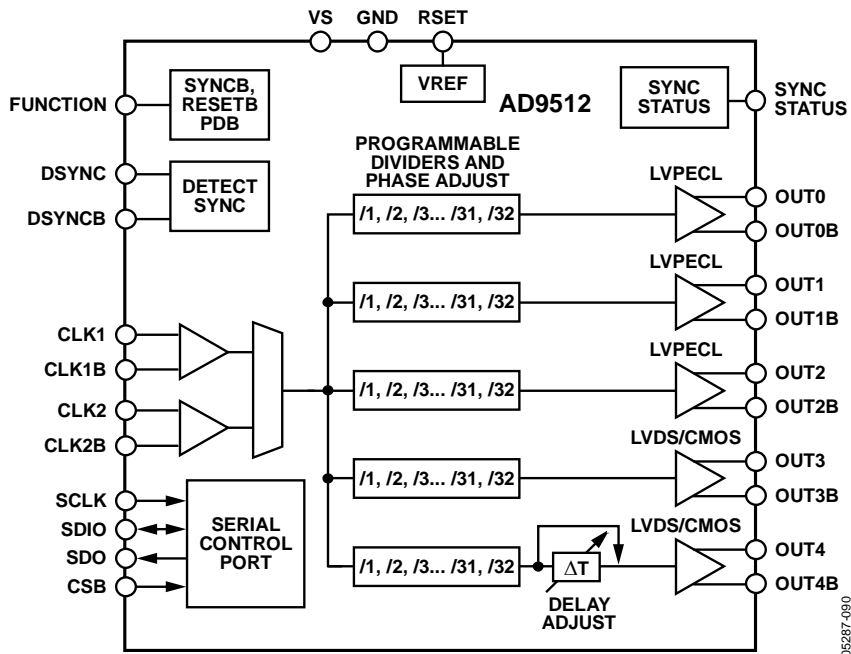 VS GND RSET
VREF
AD9512
SYNCB,
RESETB
PDB
FUNCTION
SYNC
STATUS
SYNC
STATUS
DSYNC
DSYNCB
DETECT
SYNC
PROGRAMMABLE
DIVIDERS AND
PHASE ADJUST
/1, /2, /3... /31, /32
LVPECL
OUT0
OUT0B
/1, /2, /3... /31, /32
LVPECL
OUT1
OUT1B
CLK1
CLK1B
CLK2
CLK2B
/1, /2, /3... /31, /32
LVPECL
OUT2
OUT2B
/1, /2, /3... /31, /32
LVDS/CMOS
OUT3
OUT3B
SCLK
SDIO
SDO
CSB
SERIAL
CONTROL
PORT
/1, /2, /3... /31, /32
ΔT
DELAY
ADJUST
LVDS/CMOS
OUT4
OUT4B
05287-090